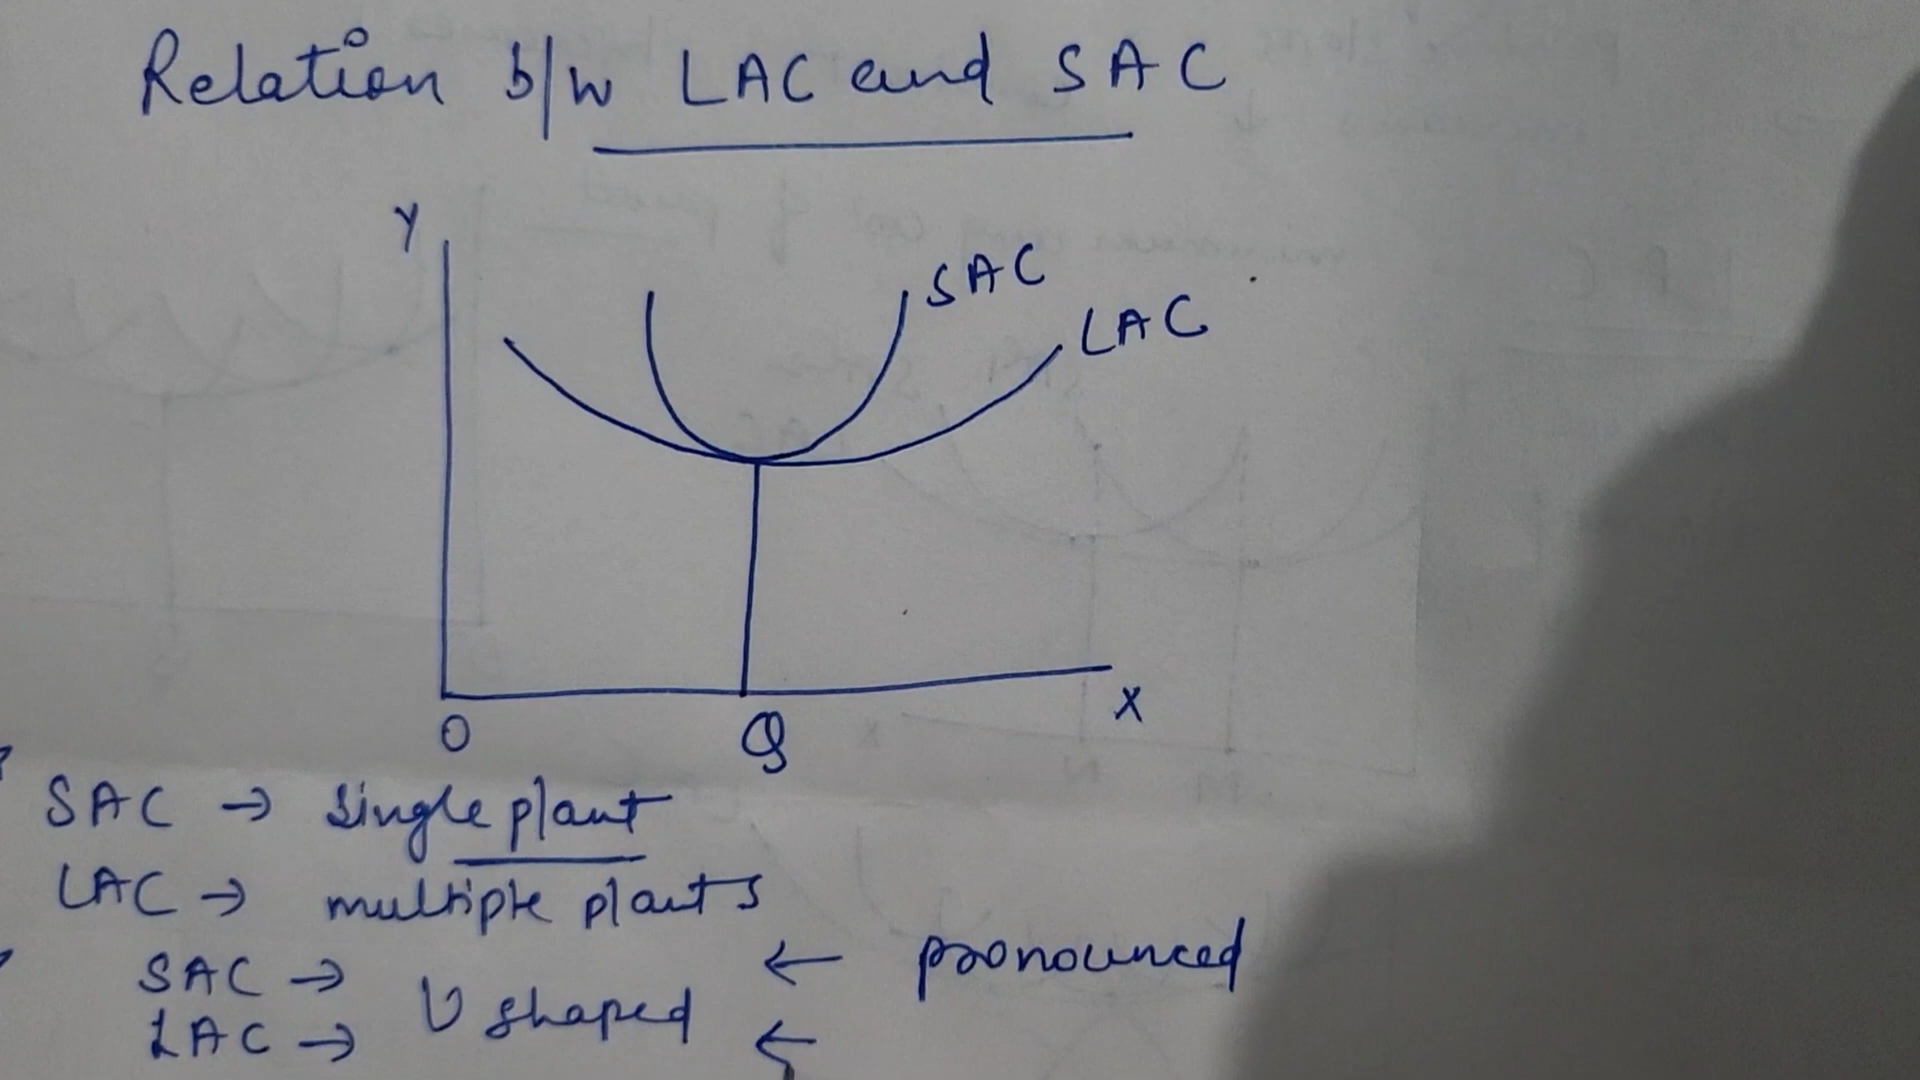 Relation b/w LAC and SAC
Y
SAC
LAC
X
O
Q
SAC → single plant
LAC → multiple plants
SAC → U shaped ← pronounced
LAC → ←